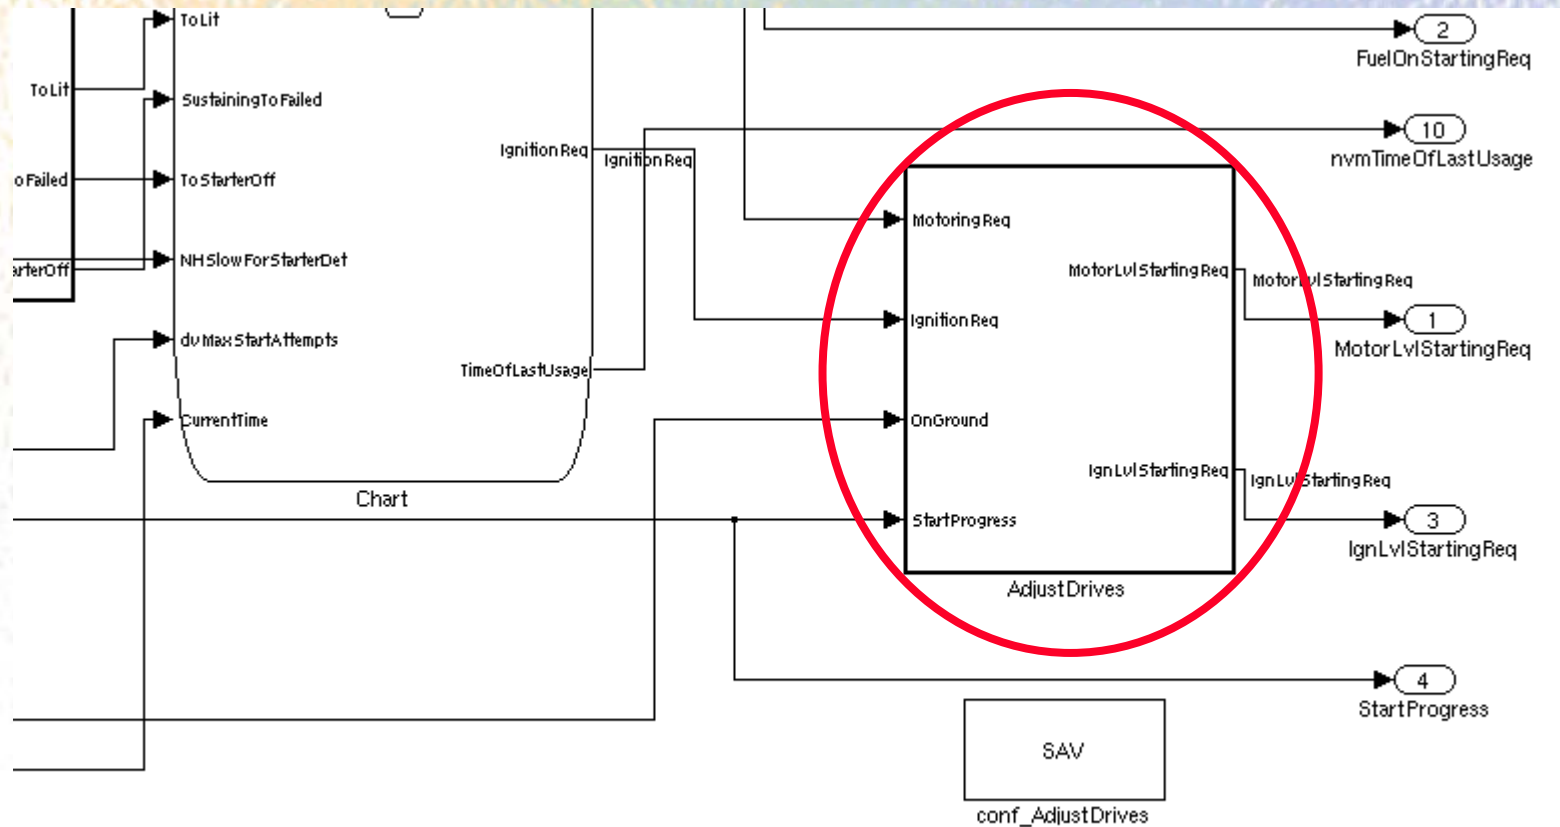 ToLit
2
FuelOnStartingReq
ToLit
SustainingToFailed
10
nvmTimeOfLastUsage
IgnitionReq
IgnitionReq
oFailed
ToStarterOff
MotoringReq
arterOff
NHSlowForStarterDet
MotorLvlStartingReq
MotorLvlStartingReq
IgnitionReq
1
MotorLvlStartingReq
dvMaxStartAttempts
TimeOfLastUsage
CurrentTime
OnGround
IgnLvlStartingReq
IgnLvlStartingReq
Chart
StartProgress
3
IgnLvlStartingReq
AdjustDrives
4
StartProgress
SAV
conf_AdjustDrives